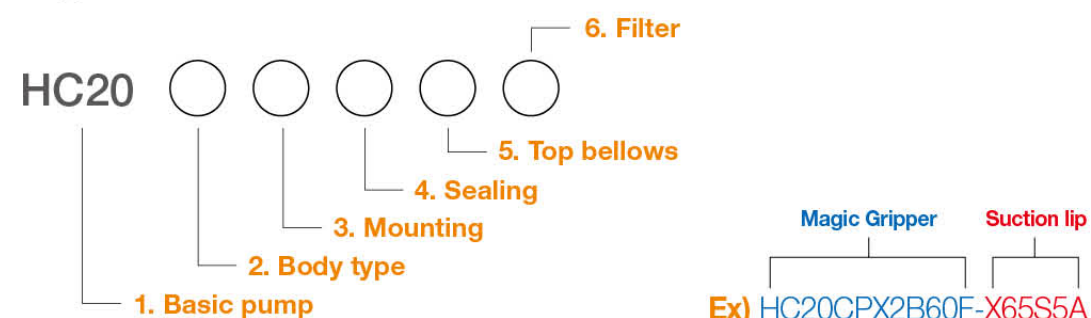 6. Filter
HC20
5. Top bellows
4. Sealing
3. Mounting
2. Body type
1. Basic pump
Magic Gripper
Suction lip
Ex) HC20CPX2B60F-X65S5A